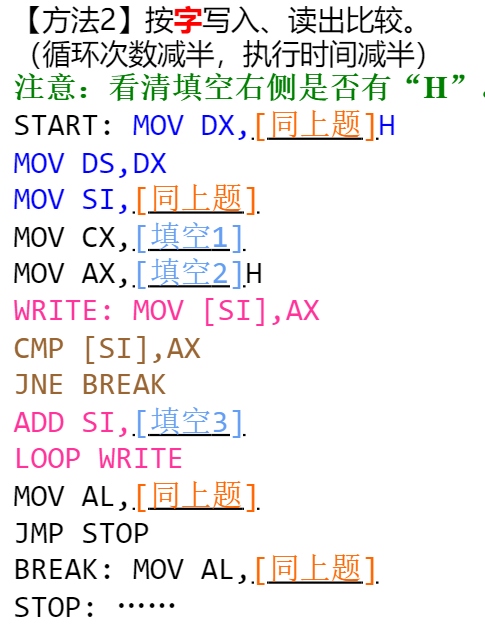 【方法2】按字写入、读出比较。
（循环次数减半，执行时间减半）
注意：看清填空右侧是否有“H”。
START: MOV DX,[同上题]H
MOV DS,DX
MOV SI,[同上题]
MOV CX,[填空1]
MOV AX,[填空2]H
WRITE: MOV [SI],AX
CMP [SI],AX
JNE BREAK
ADD SI,[填空3]
LOOP WRITE
MOV AL,[同上题]
JMP STOP
BREAK: MOV AL,[同上题]
STOP: ……